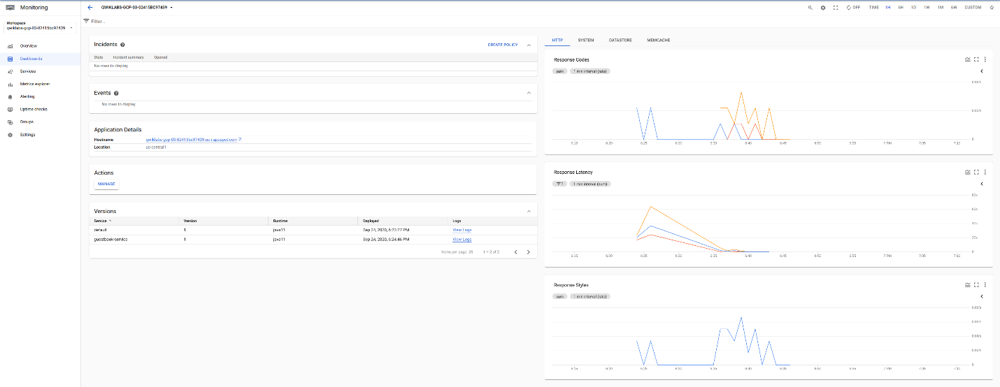 Monitoring
QWIKLABS-GCP-03-02415BC97439
OFF TIME 1H 6H 1D 1W 1M 6W CUSTOM
Workspace
qwiklabs-gcp-03-02415bc97439
Filter...
Overview
Dashboards
Services
Metrics explorer
Alerting
Uptime checks
Groups
Settings
Incidents
CREATE POLICY
State Incident summary Opened
No rows to display
Events
No rows to display
Application Details
Hostname qwiklabs-gcp-03-02415bc97439.uc.r.appspot.com
Location us-central1
Actions
MANAGE
Versions
Service Version Runtime Deployed Logs
default 1 java11 Sep 24, 2020, 6:23:27 PM View Logs
guestbook-service 1 java11 Sep 24, 2020, 6:24:46 PM View Logs
Items per page: 25 1 – 2 of 2
HTTP SYSTEM DATASTORE MEMCACHE
Response Codes
sum 1 min interval (rate)
0.03/s
0
6:15 6:20 6:25 6:30 6:35 6:40 6:45 6:50 6:55 7 PM 7:05 7:10
Response Latency
1 1 min interval (sum)
80s
60s
40s
20s
0
6:15 6:20 6:25 6:30 6:35 6:40 6:45 6:50 6:55 7 PM 7:05 7:10
Response Styles
sum 1 min interval (rate)
0.08/s
0.06/s
0.04/s
0.02/s
0
6:15 6:20 6:25 6:30 6:35 6:40 6:45 6:50 6:55 7 PM 7:05 7:10